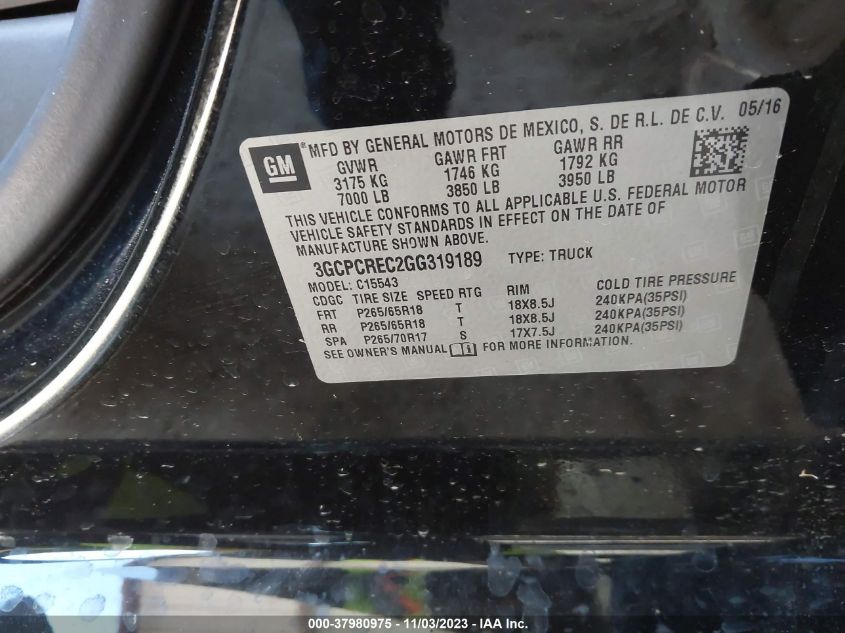 GM
MFD BY GENERAL MOTORS DE MEXICO, S. DE R.L. DE C.V. 05/16
GVWR GAWR FRT GAWR RR
3175 KG 1746 KG 1792 KG
7000 LB 3850 LB 3950 LB
THIS VEHICLE CONFORMS TO ALL APPLICABLE U.S. FEDERAL MOTOR
VEHICLE SAFETY STANDARDS IN EFFECT ON THE DATE OF
MANUFACTURE SHOWN ABOVE.
3GCPCREC2GG319189 TYPE: TRUCK
MODEL: C15543
CDGC TIRE SIZE SPEED RTG RIM COLD TIRE PRESSURE
FRT P265/65R18 T 18X8.5J 240KPA(35PSI)
RR P265/65R18 T 18X8.5J 240KPA(35PSI)
SPA P265/70R17 S 17X7.5J 240KPA(35PSI)
SEE OWNER'S MANUAL FOR MORE INFORMATION.
000-37980975 - 11/03/2023 - IAA Inc.